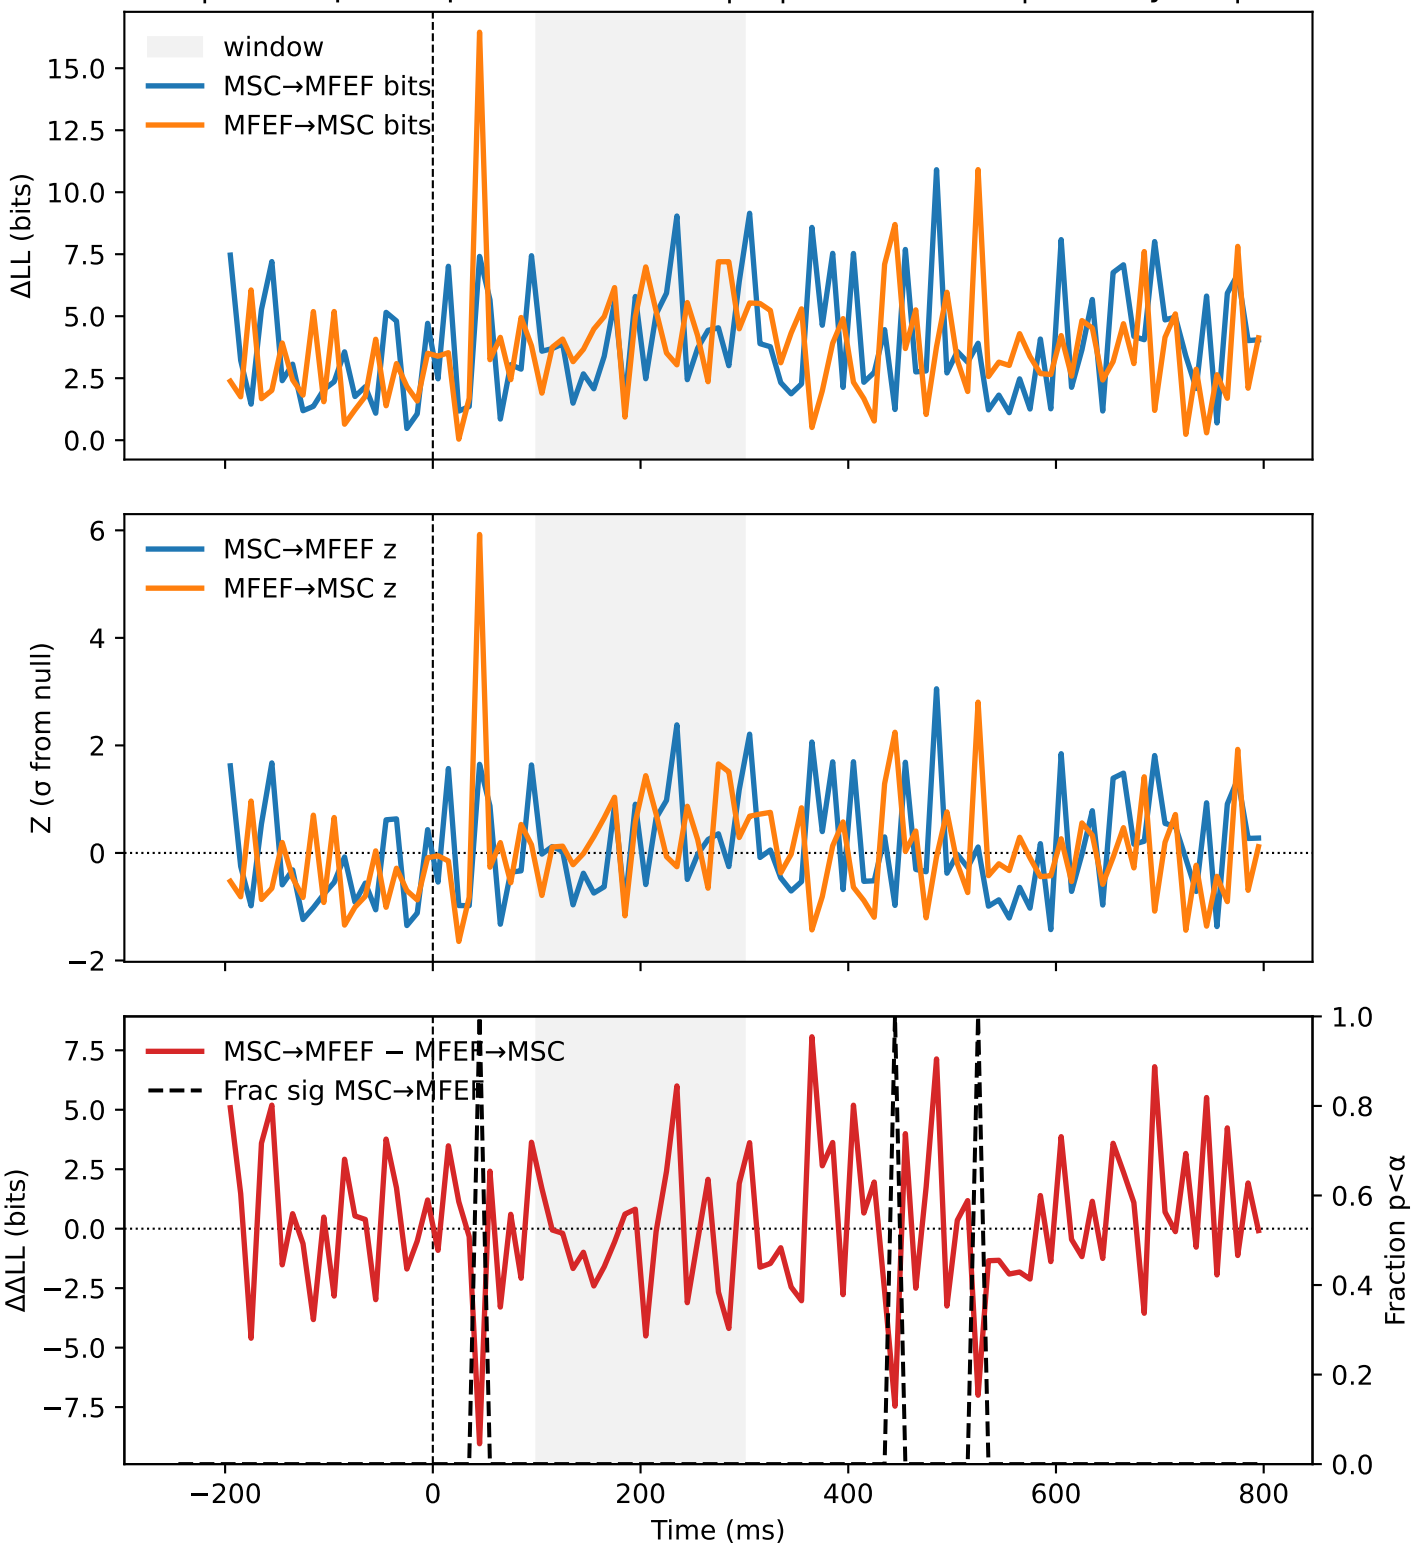 window
MSC→MFEF bits
MFEF→MSC bits
ΔLL (bits)
15.0
12.5
10.0
7.5
5.0
2.5
0.0
MSC→MFEF z
MFEF→MSC z
Z (σ from null)
6
4
2
0
−2
MSC→MFEF − MFEF→MSC
Frac sig MSC→MFEF
ΔΔLL (bits)
7.5
5.0
2.5
0.0
−2.5
−5.0
−7.5
1.0
0.8
0.6
0.4
0.2
0.0
Fraction p<α
−200 0 200 400 600 800
Time (ms)